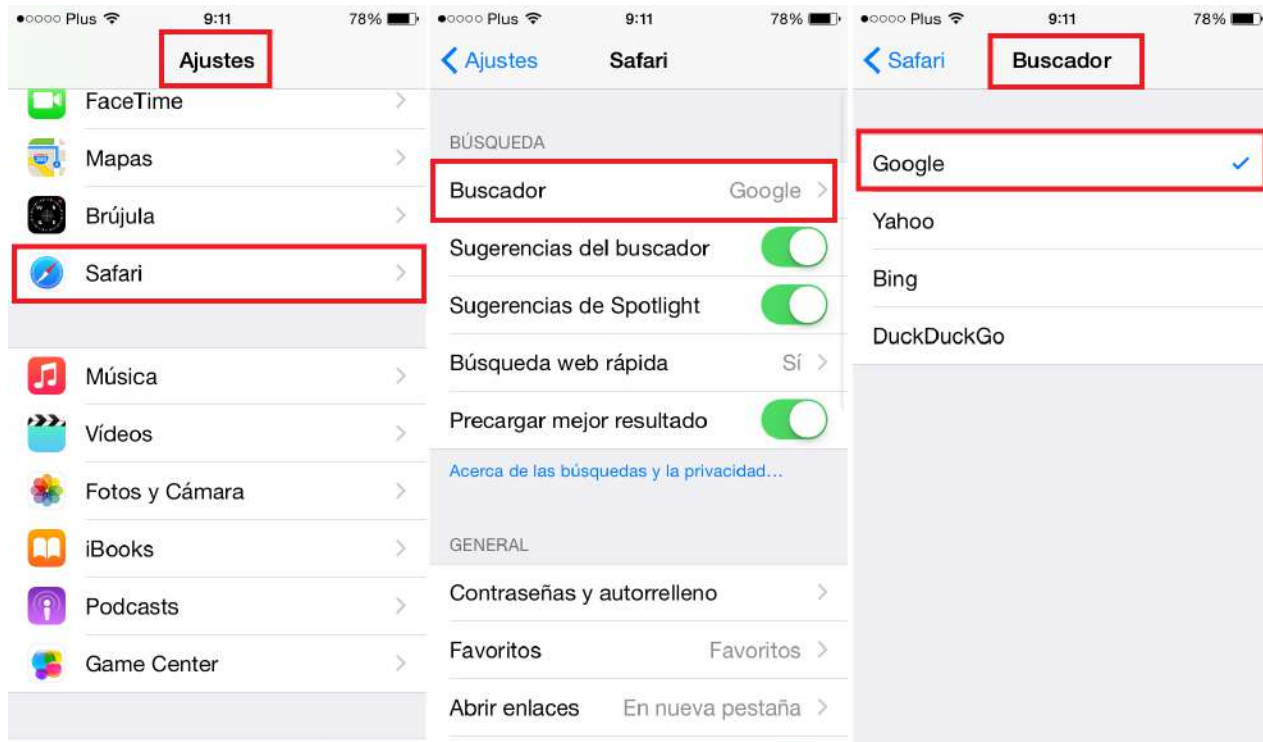 Plus 9:11 78%
Ajustes
FaceTime
Mapas
Brújula
Safari
Música
Vídeos
Fotos y Cámara
iBooks
Podcasts
Game Center
Plus 9:11 78%
Ajustes Safari
BÚSQUEDA
Buscador Google
Sugerencias del buscador
Sugerencias de Spotlight
Búsqueda web rápida Sí
Precargar mejor resultado
Acerca de las búsquedas y la privacidad...
GENERAL
Contraseñas y autorrelleno
Favoritos Favoritos
Abrir enlaces En nueva pestaña
Plus 9:11 78%
Safari Buscador
Google
Yahoo
Bing
DuckDuckGo